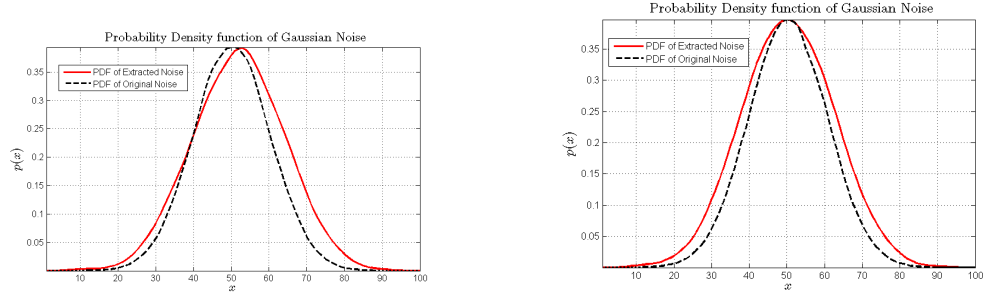 Probability Density function of Gaussian Noise
0.35
0.3
0.25
0.2
0.15
0.1
0.05
p(x)
PDF of Extracted Noise
PDF of Original Noise
10 20 30 40 50 60 70 80 90 100
x
Probability Density function of Gaussian Noise
0.35
0.3
0.25
0.2
0.15
0.1
0.05
p(x)
PDF of Extracted Noise
PDF of Original Noise
10 20 30 40 50 60 70 80 90 100
x